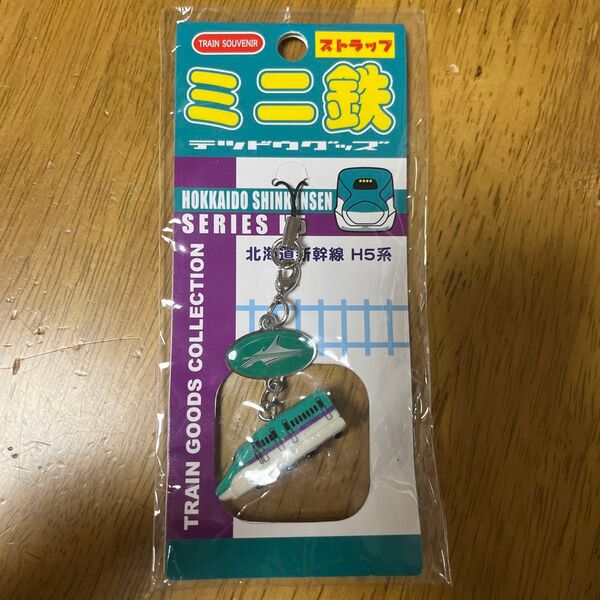 TRAIN SOUVENIR
ストラップ
ミニ鉄
テツドウグッズ
HOKKAIDO SHINKANSEN
SERIES H5
北海道新幹線 H5系
TRAIN GOODS COLLECTION